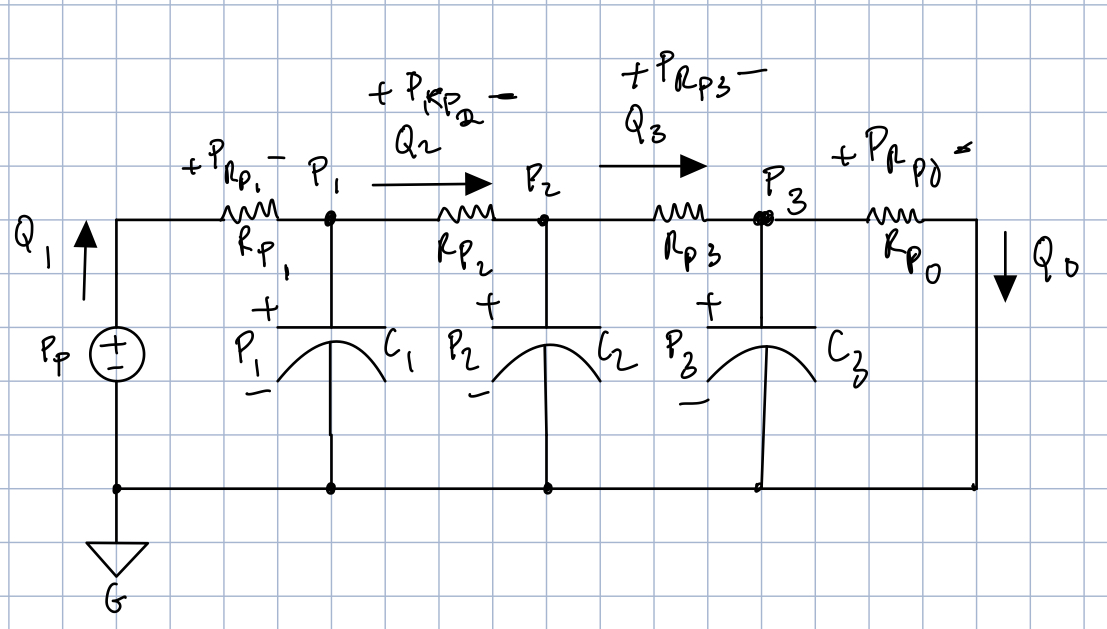 + P_Rp3 −
+ P_Rp2 −
Q3
Q2
+ P_Rp1 −
P1
P2
P3
+ P_Rp0 −
Q1
Rp1
Rp2
Rp3
Rp0
Q0
+
+
+
Pp
+
−
P1
C1
P2
C2
P3
C3
−
−
−
G